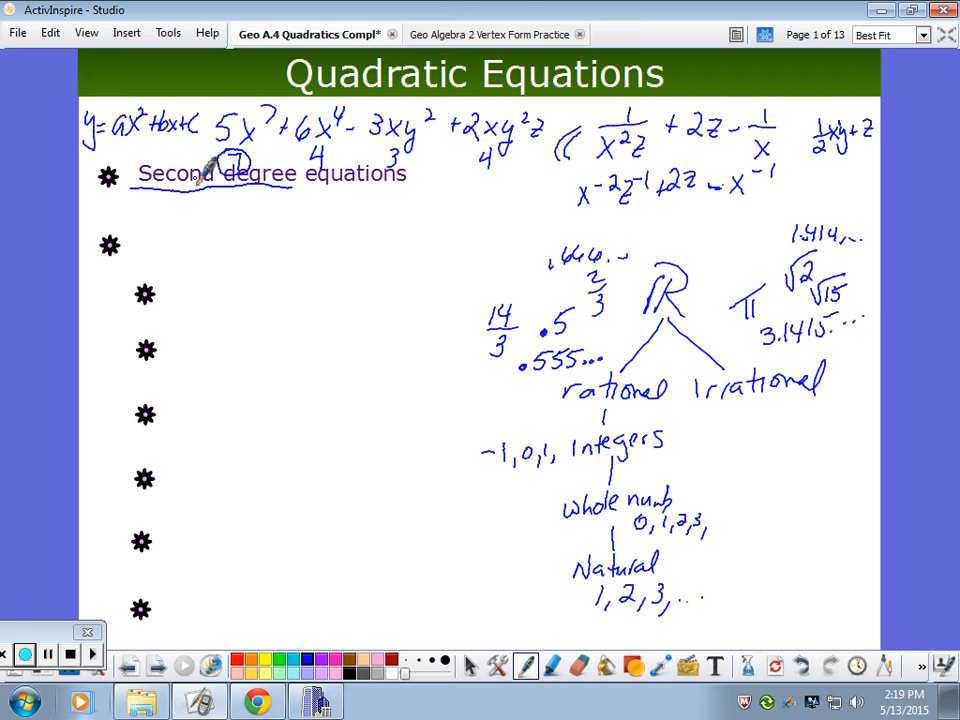 ActivInspire - Studio
File Edit View Insert Tools Help
Geo A.4 Quadratics Compl*
Geo Algebra 2 Vertex Form Practice
Page 1 of 13
Best Fit
Quadratic Equations
y=ax²+bx+c 5x⁷+6x⁴-3xy²+2xy²z
7 4 3 4
1/x²z + 2z - 1/x
½xy+z
x⁻²z⁻¹+2z-x⁻¹
Second degree equations
.666...
2/3
ℝ
π
1.414...
√2
√15
3.1415...
14/3
.5
.555...
rational irrational
-1,0,1, Integers
whole numb
0,1,2,3,
Natural
1,2,3,...
2:19 PM
5/13/2015